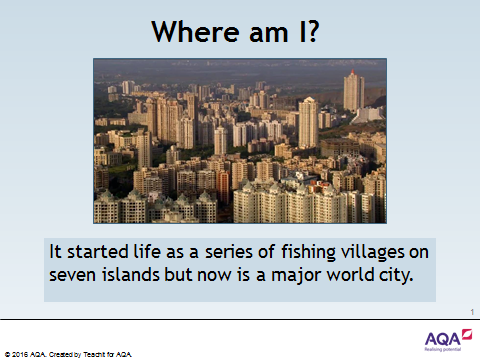 Where am I?
It started life as a series of fishing villages on
seven islands but now is a major world city.
1
AQA
Realising potential
© 2016 AQA. Created by Teachit for AQA.